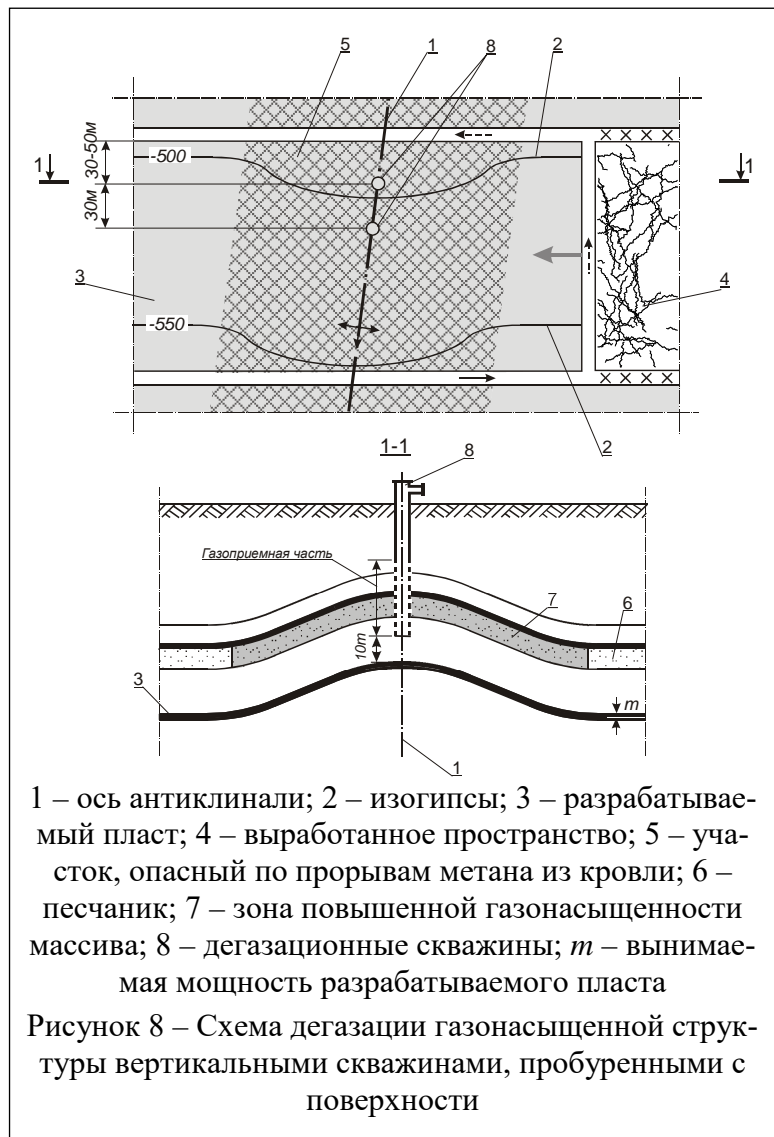 5 1 8 2
30-50м
-500
1 1
30м
3
4
-550
2
1-1
8
Газоприемная часть
7
6
10m
3
m
1
1 – ось антиклинали; 2 – изогипсы; 3 – разрабатывае-
мый пласт; 4 – выработанное пространство; 5 – уча-
сток, опасный по прорывам метана из кровли; 6 –
песчаник; 7 – зона повышенной газонасыщенности
массива; 8 – дегазационные скважины; m – вынимае-
мая мощность разрабатываемого пласта
Рисунок 8 – Схема дегазации газонасыщенной струк-
туры вертикальными скважинами, пробуренными с
поверхности